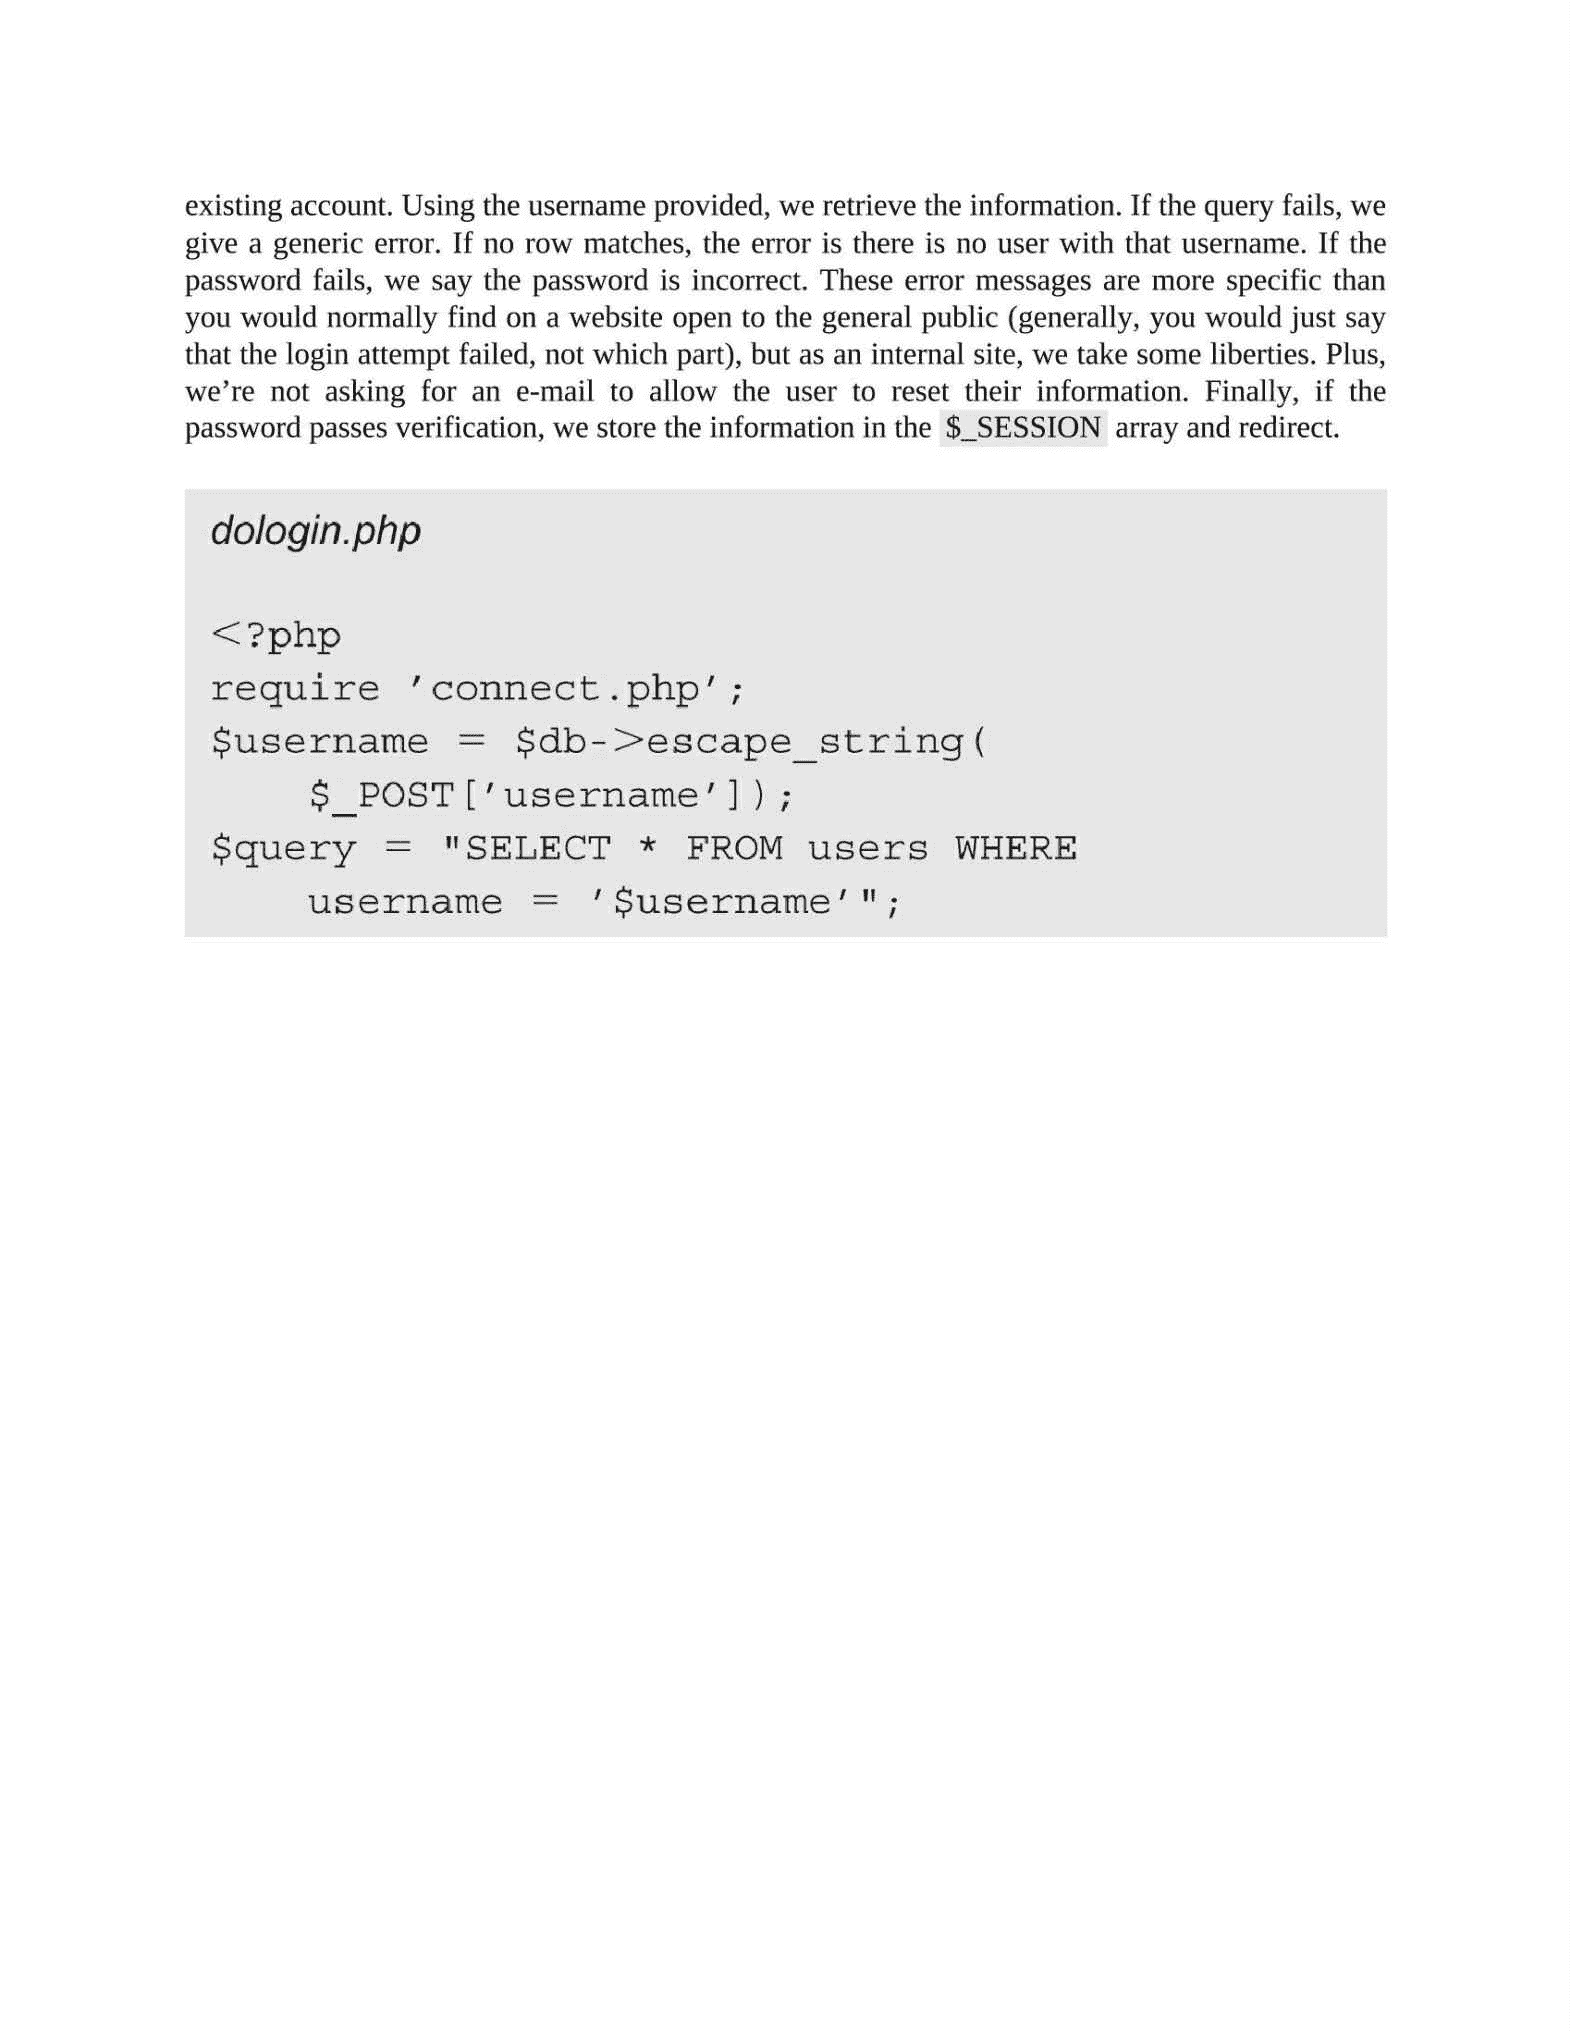 existing account. Using the username provided, we retrieve the information. If the query fails, we
give a generic error. If no row matches, the error is there is no user with that username. If the
password fails, we say the password is incorrect. These error messages are more specific than
you would normally find on a website open to the general public (generally, you would just say
that the login attempt failed, not which part), but as an internal site, we take some liberties. Plus,
we’re not asking for an e-mail to allow the user to reset their information. Finally, if the
password passes verification, we store the information in the $_SESSION array and redirect.
dologin.php
<?php
require 'connect.php';
$username = $db->escape_string(
$_POST['username']);
$query = "SELECT * FROM users WHERE
username = '$username'";